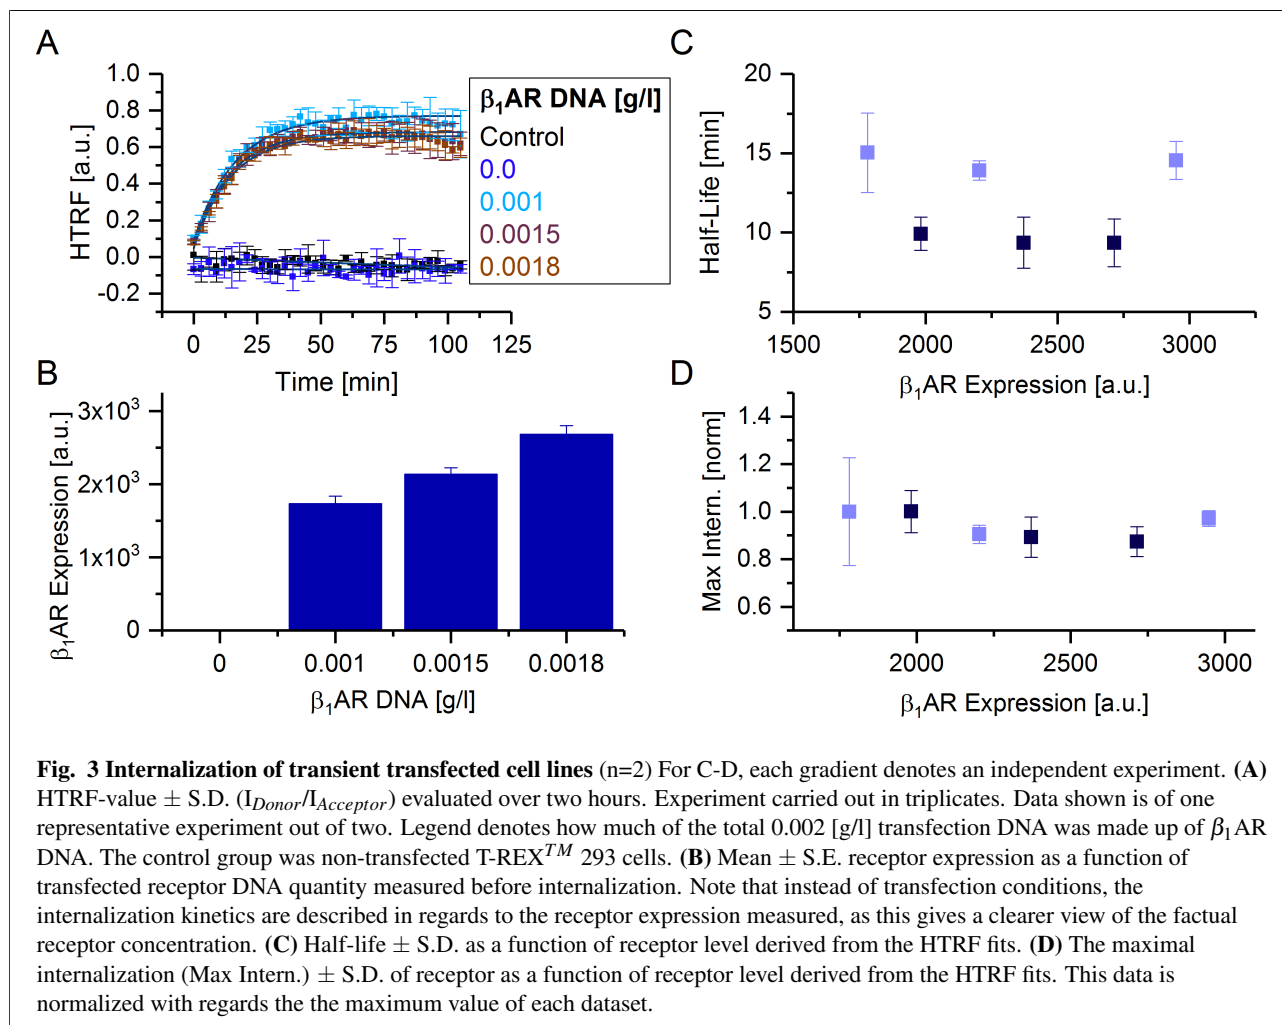 A
HTRF [a.u.]
1.0
0.8
0.6
0.4
0.2
0.0
-0.2
0 25 50 75 100 125
Time [min]
β₁AR DNA [g/l]
Control
0.0
0.001
0.0015
0.0018
C
Half-Life [min]
20
15
10
5
1500 2000 2500 3000
β₁AR Expression [a.u.]
B
β₁AR Expression [a.u.]
3x10³
2x10³
1x10³
0
0 0.001 0.0015 0.0018
β₁AR DNA [g/l]
D
Max Intern. [norm]
1.4
1.2
1.0
0.8
0.6
2000 2500 3000
β₁AR Expression [a.u.]
Fig. 3 Internalization of transient transfected cell lines (n=2) For C-D, each gradient denotes an independent experiment. (A)
HTRF-value ± S.D. (I_Donor/I_Acceptor) evaluated over two hours. Experiment carried out in triplicates. Data shown is of one
representative experiment out of two. Legend denotes how much of the total 0.002 [g/l] transfection DNA was made up of β₁AR
DNA. The control group was non-transfected T-REX^TM 293 cells. (B) Mean ± S.E. receptor expression as a function of
transfected receptor DNA quantity measured before internalization. Note that instead of transfection conditions, the
internalization kinetics are described in regards to the receptor expression measured, as this gives a clearer view of the factual
receptor concentration. (C) Half-life ± S.D. as a function of receptor level derived from the HTRF fits. (D) The maximal
internalization (Max Intern.) ± S.D. of receptor as a function of receptor level derived from the HTRF fits. This data is
normalized with regards the the maximum value of each dataset.